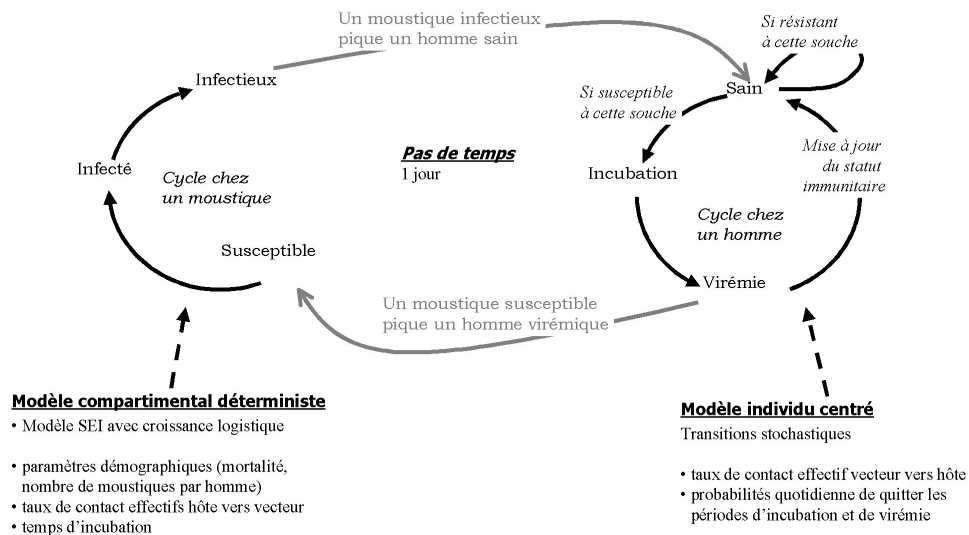 Un moustique infectieux
pique un homme sain
Si résistant
à cette souche
Infectieux
Sain
Si susceptible
à cette souche
Pas de temps
1 jour
Mise à jour
du statut
immunitaire
Infecté
Cycle chez
un moustique
Incubation
Cycle chez
un homme
Susceptible
Virémie
Un moustique susceptible
pique un homme virémique
Modèle compartimental déterministe
• Modèle SEI avec croissance logistique
• paramètres démographiques (mortalité,
nombre de moustiques par homme)
• taux de contact effectifs hôte vers vecteur
• temps d'incubation
Modèle individu centré
Transitions stochastiques
• taux de contact effectif vecteur vers hôte
• probabilités quotidienne de quitter les
périodes d'incubation et de virémie